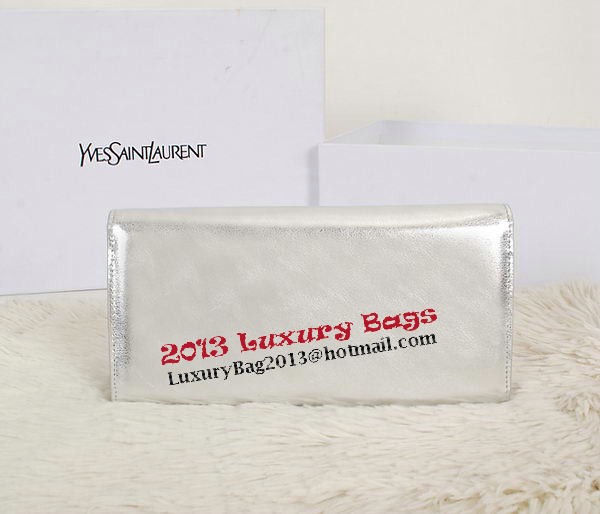 YVESSAINTLAURENT
2013 Luxury Bags
LuxuryBag2013@hotmail.com